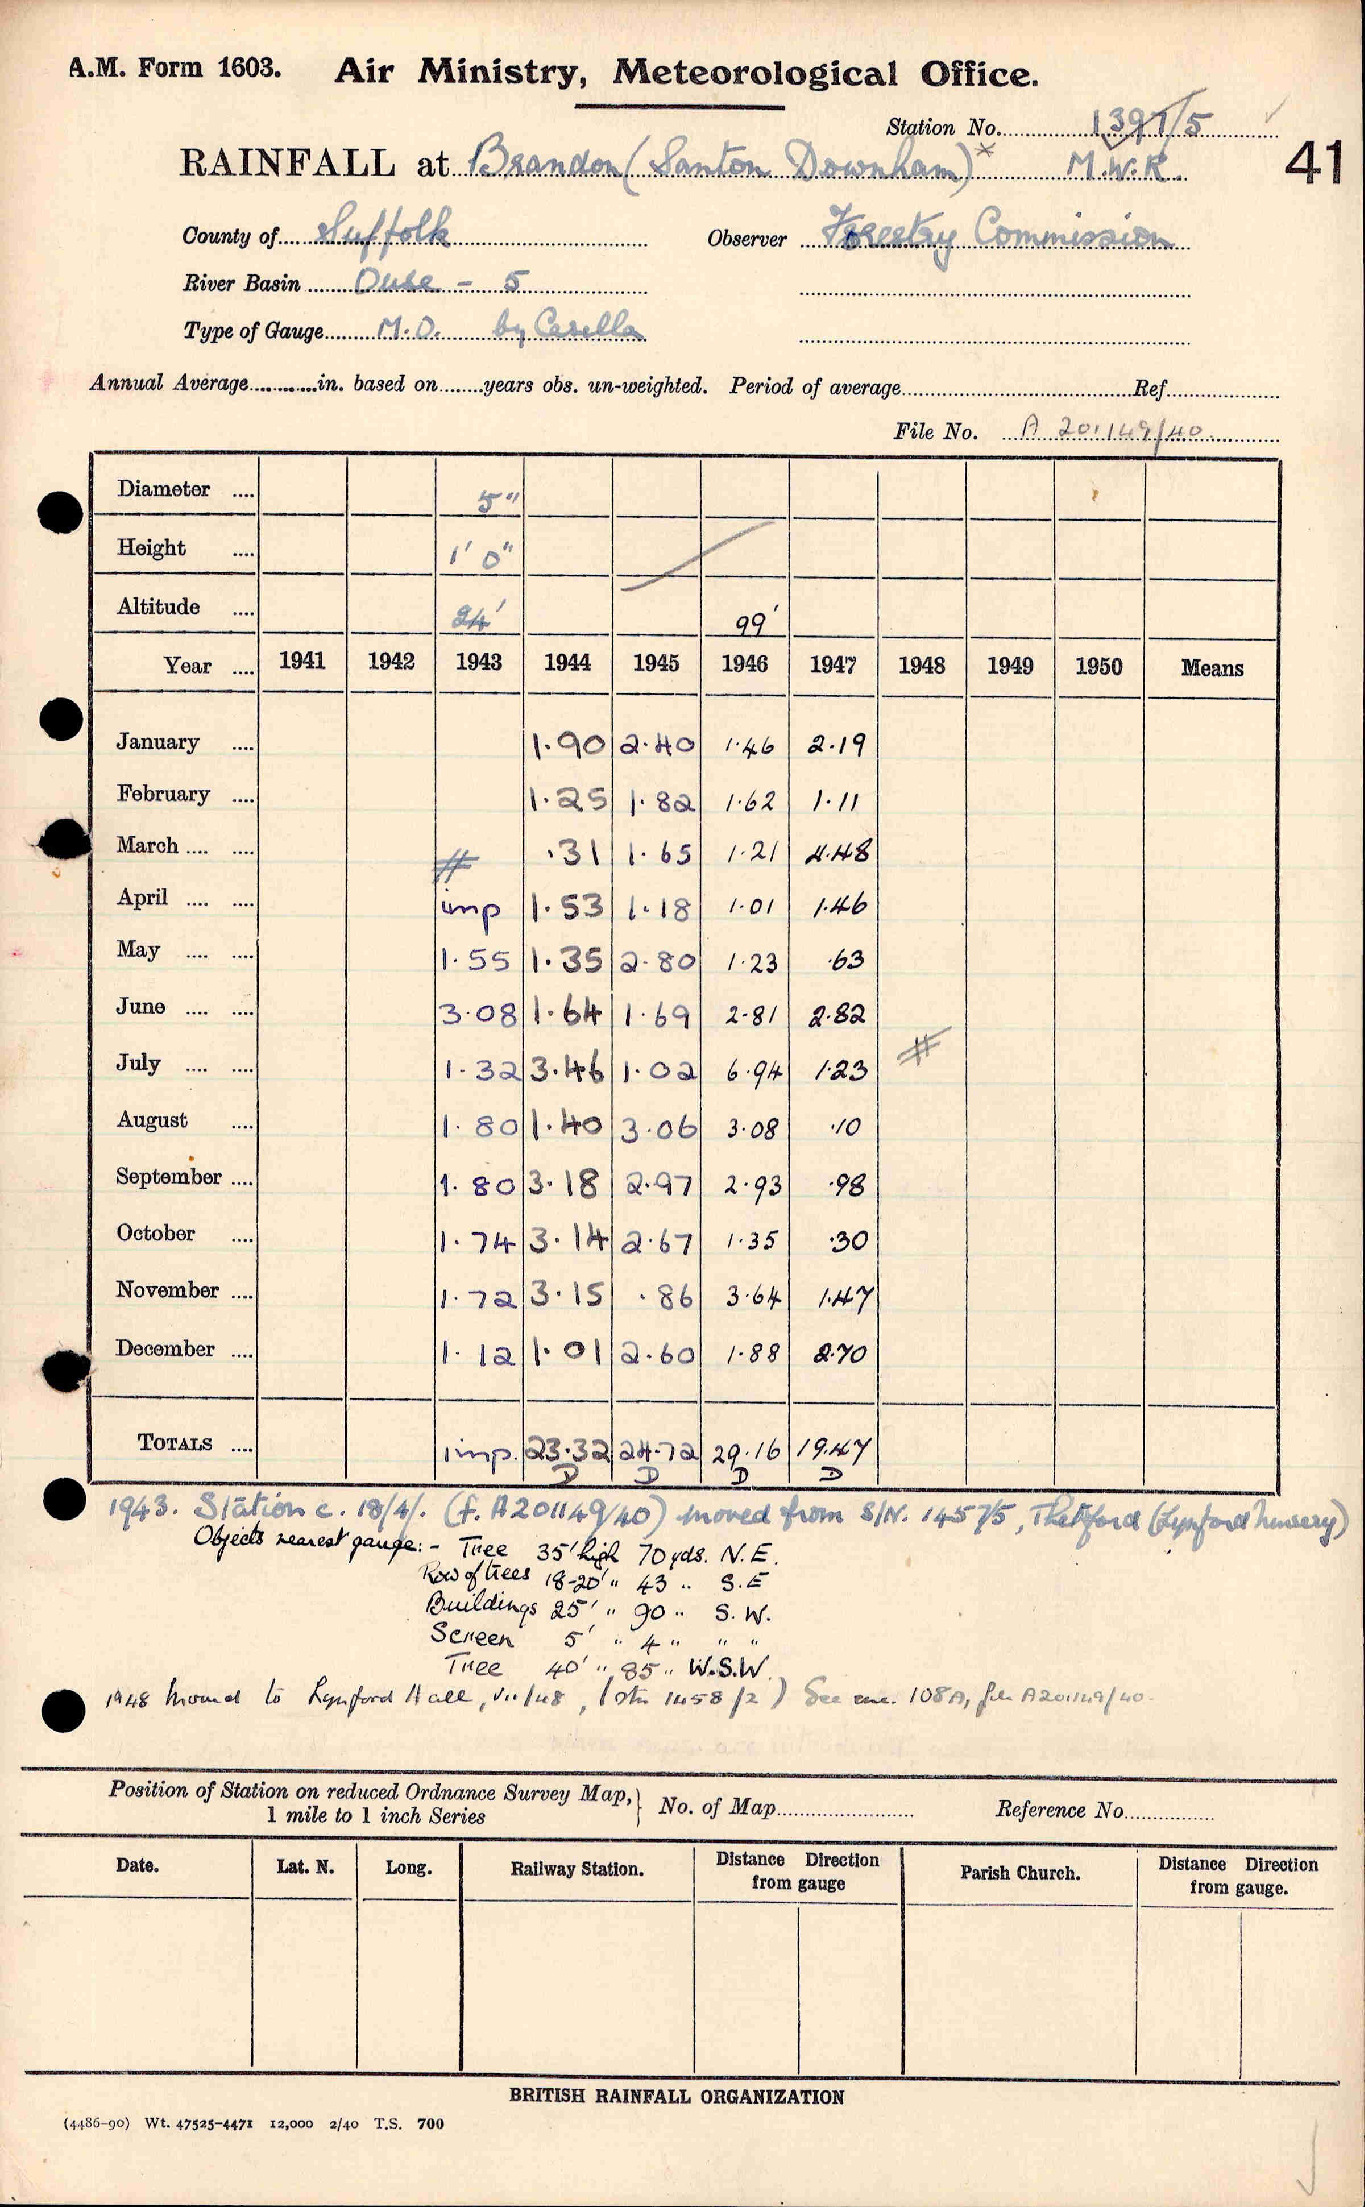 A.M. Form 1603. Air Ministry, Meteorological Office.
Station No. 1397/5
RAINFALL at Brandon (Santon Downham)* M.W.R. 41
County of Suffolk Observer Forestry Commission
River Basin Ouse - 5
Type of Gauge M.O. by Casella
Annual Average in. based on years obs. un-weighted. Period of average Ref.
File No. A 201149/40
Diameter .... 5"
Height .... 1' 0"
Altitude .... 24' 99'
Year .... 1941 1942 1943 1944 1945 1946 1947 1948 1949 1950 Means
January .... 1.90 2.40 1.46 2.19
February .... 1.25 1.82 1.62 1.11
March .... .... # .31 1.65 1.21 4.48
April .... .... imp 1.53 1.18 1.01 1.46
May .... .... 1.55 1.35 2.80 1.23 .63
June .... .... 3.08 1.64 1.69 2.81 2.82
July .... .... 1.32 3.46 1.02 6.94 1.23 #
August .... 1.80 1.40 3.06 3.08 .10
September .... 1.80 3.18 2.97 2.93 .98
October .... 1.74 3.14 2.67 1.35 .30
November .... 1.72 3.15 .86 3.64 1.47
December .... 1.12 1.01 2.60 1.88 2.70
TOTALS .... imp. 23.32 24.72 29.16 19.47
D D D D
1943. Station c. 18/4/. (f. A201149/40) moved from S/N. 1457/5, Thetford (Lynford Nursery)
Objects nearest gauge:- Tree 35' high 70 yds. N.E.
Row of trees 18-20' " 43 " S.E
Buildings 25' " 90 " S.W.
Screen 5' " 4 " " "
Tree 40' " 85 " W.S.W.
1948 Moved to Lynford Hall, vii/48, (stn 1458/2) See enc. 108A, file A201149/40.
Position of Station on reduced Ordnance Survey Map, } No. of Map Reference No.
1 mile to 1 inch Series
Date. Lat. N. Long. Railway Station. Distance Direction from gauge Parish Church. Distance Direction from gauge.
BRITISH RAINFALL ORGANIZATION
(4486-90) Wt. 47525-4471 12,000 2/40 T.S. 700